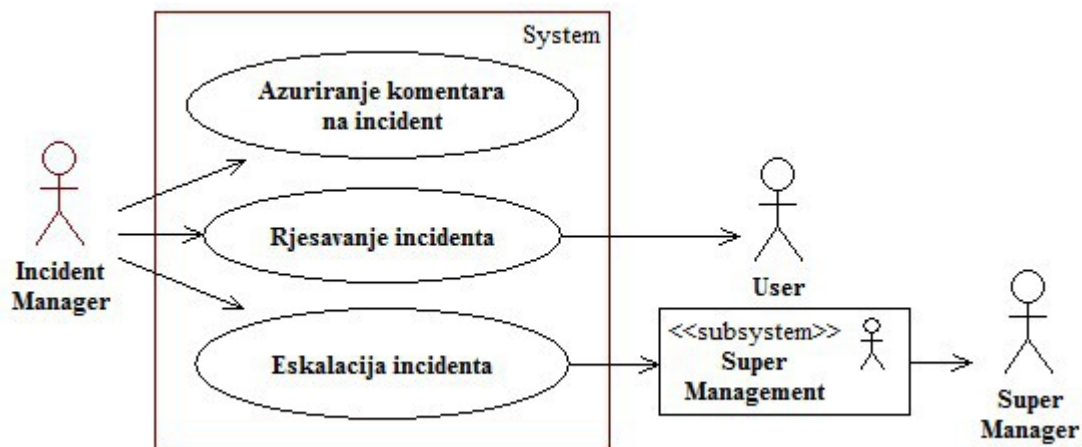 System
Azuriranje komentara
na incident
Rjesavanje incidenta
Eskalacija incidenta
Incident
Manager
User
<<subsystem>>
Super
Management
Super
Manager